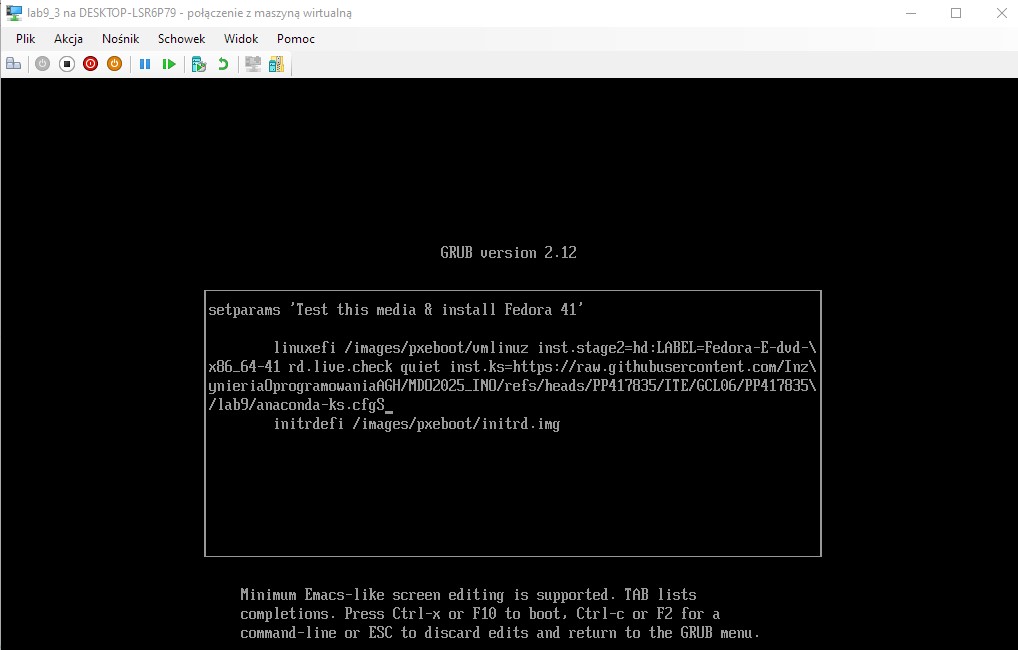 lab9_3 na DESKTOP-LSR6P79 - połączenie z maszyną wirtualną
Plik Akcja Nośnik Schowek Widok Pomoc
GRUB version 2.12
setparams 'Test this media & install Fedora 41'
linuxefi /images/pxeboot/vmlinuz inst.stage2=hd:LABEL=Fedora-E-dvd-\
x86_64-41 rd.live.check quiet inst.ks=https://raw.githubusercontent.com/Inz\
ynieriaOprogramowaniaAGH/MDO2025_INO/refs/heads/PP417835/ITE/GCL06/PP417835\
/lab9/anaconda-ks.cfgS_
initrdefi /images/pxeboot/initrd.img
Minimum Emacs-like screen editing is supported. TAB lists
completions. Press Ctrl-x or F10 to boot, Ctrl-c or F2 for a
command-line or ESC to discard edits and return to the GRUB menu.